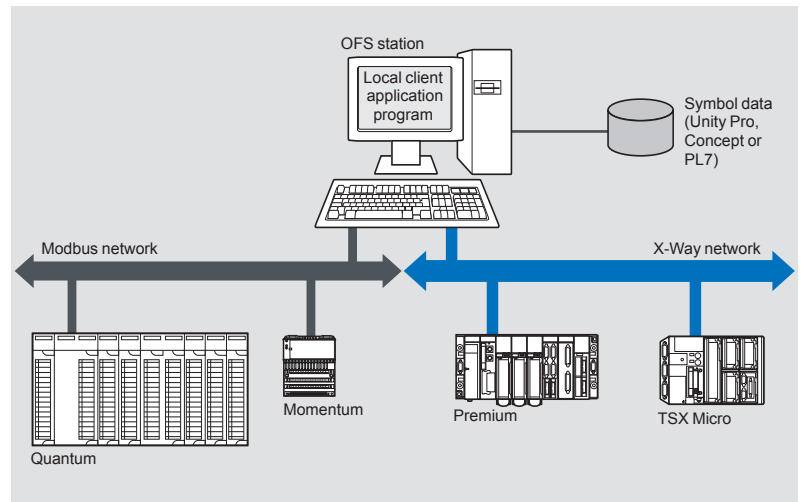 OFS station
Local client
application
program
Symbol data
(Unity Pro,
Concept or
PL7)
Modbus network
X-Way network
Quantum
Momentum
Premium
TSX Micro